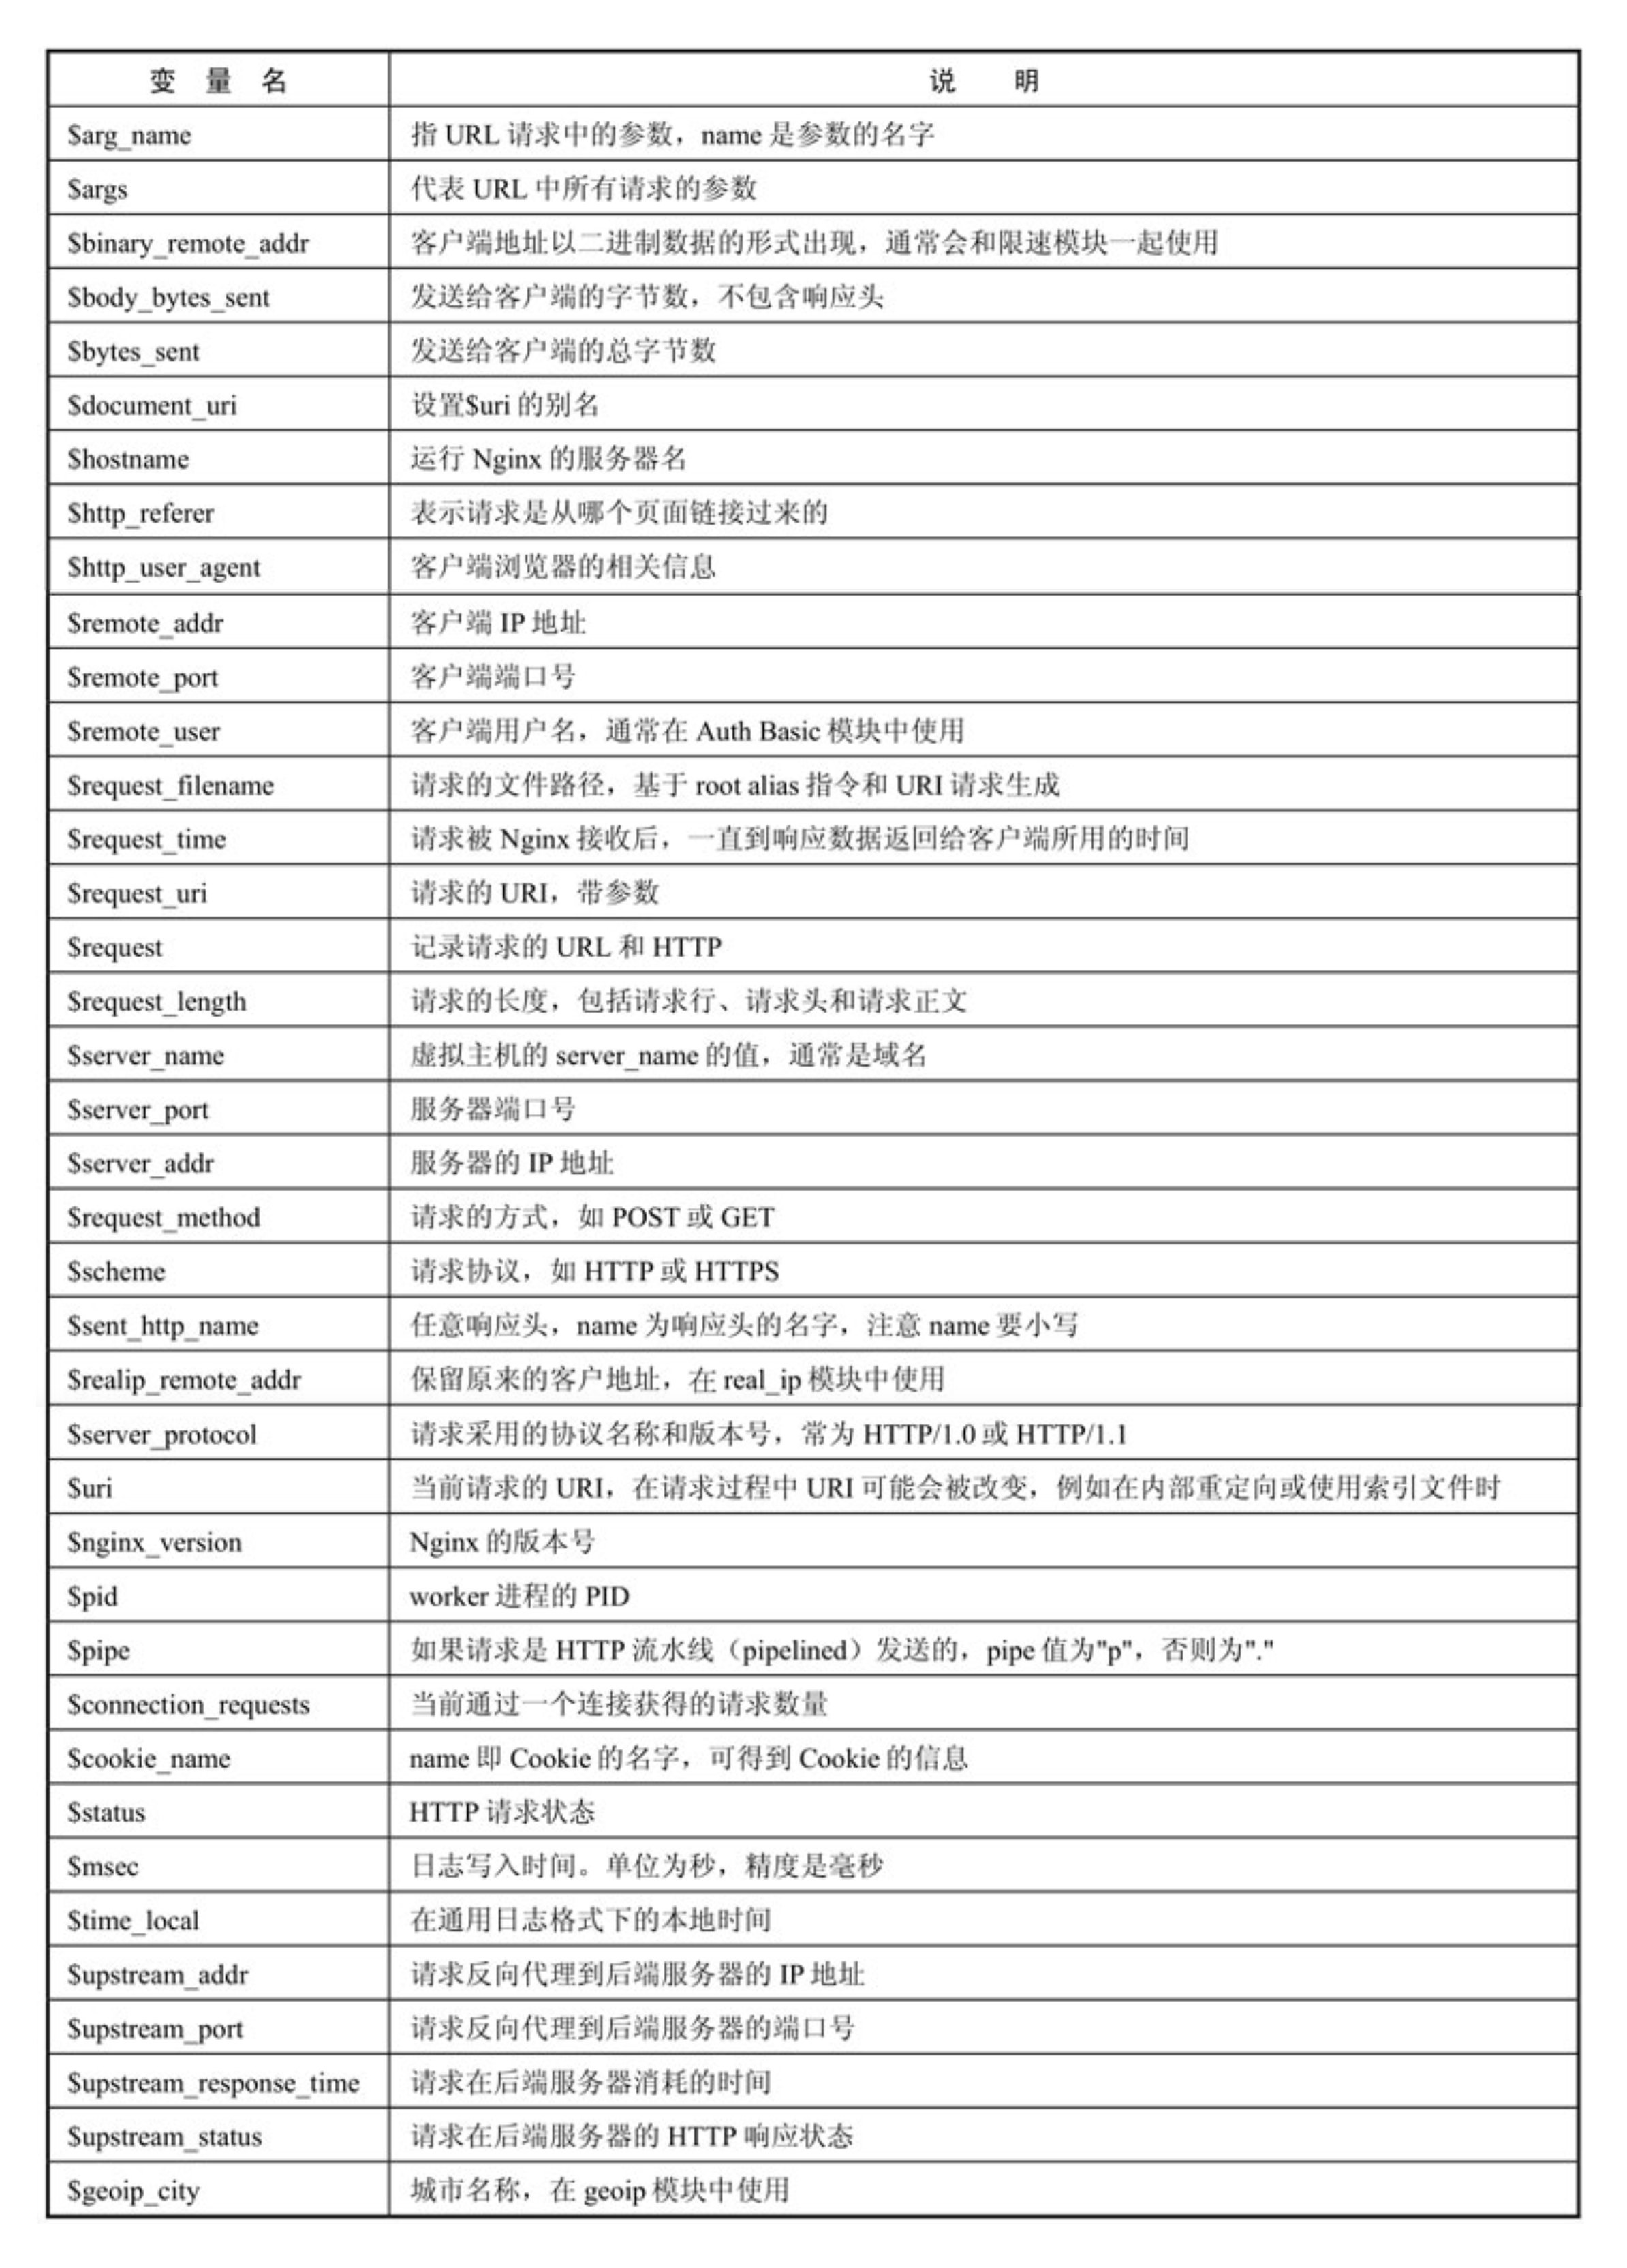 变 量 名 说 明
$arg_name 指 URL 请求中的参数，name 是参数的名字
$args 代表 URL 中所有请求的参数
$binary_remote_addr 客户端地址以二进制数据的形式出现，通常会和限速模块一起使用
$body_bytes_sent 发送给客户端的字节数，不包含响应头
$bytes_sent 发送给客户端的总字节数
$document_uri 设置$uri 的别名
$hostname 运行 Nginx 的服务器名
$http_referer 表示请求是从哪个页面链接过来的
$http_user_agent 客户端浏览器的相关信息
$remote_addr 客户端 IP 地址
$remote_port 客户端端口号
$remote_user 客户端用户名，通常在 Auth Basic 模块中使用
$request_filename 请求的文件路径，基于 root alias 指令和 URI 请求生成
$request_time 请求被 Nginx 接收后，一直到响应数据返回给客户端所用的时间
$request_uri 请求的 URI，带参数
$request 记录请求的 URL 和 HTTP
$request_length 请求的长度，包括请求行、请求头和请求正文
$server_name 虚拟主机的 server_name 的值，通常是域名
$server_port 服务器端口号
$server_addr 服务器的 IP 地址
$request_method 请求的方式，如 POST 或 GET
$scheme 请求协议，如 HTTP 或 HTTPS
$sent_http_name 任意响应头，name 为响应头的名字，注意 name 要小写
$realip_remote_addr 保留原来的客户地址，在 real_ip 模块中使用
$server_protocol 请求采用的协议名称和版本号，常为 HTTP/1.0 或 HTTP/1.1
$uri 当前请求的 URI，在请求过程中 URI 可能会被改变，例如在内部重定向或使用索引文件时
$nginx_version Nginx 的版本号
$pid worker 进程的 PID
$pipe 如果请求是 HTTP 流水线（pipelined）发送的，pipe 值为"p"，否则为"."
$connection_requests 当前通过一个连接获得的请求数量
$cookie_name name 即 Cookie 的名字，可得到 Cookie 的信息
$status HTTP 请求状态
$msec 日志写入时间。单位为秒，精度是毫秒
$time_local 在通用日志格式下的本地时间
$upstream_addr 请求反向代理到后端服务器的 IP 地址
$upstream_port 请求反向代理到后端服务器的端口号
$upstream_response_time 请求在后端服务器消耗的时间
$upstream_status 请求在后端服务器的 HTTP 响应状态
$geoip_city 城市名称，在 geoip 模块中使用